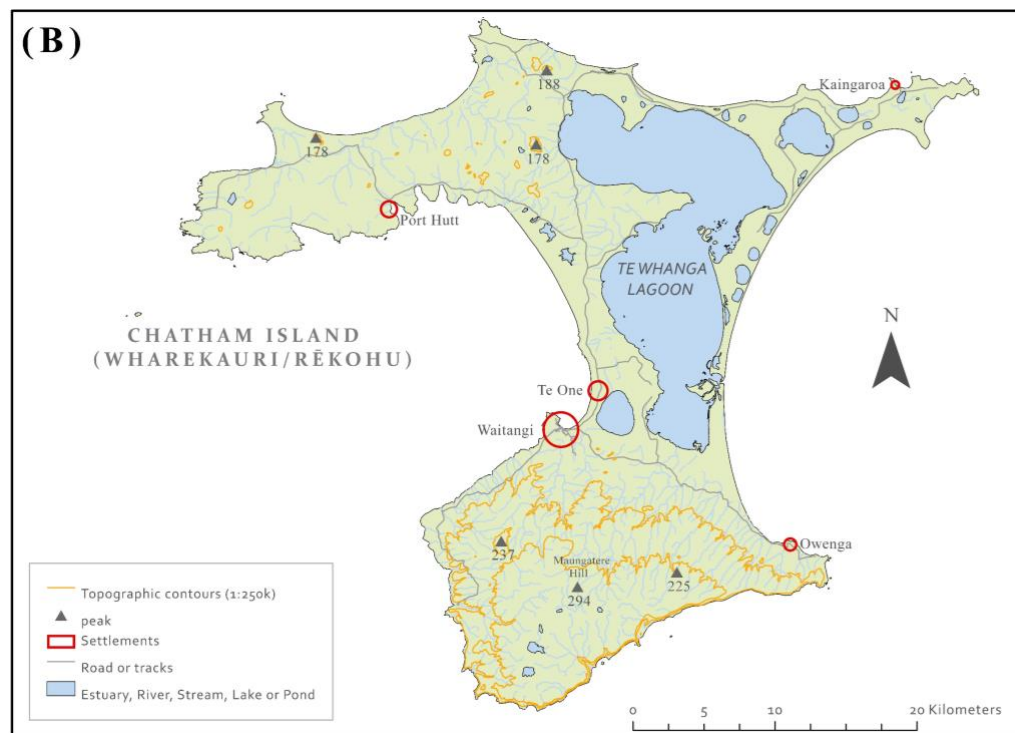 (B)
188
Kaingaroa
178
178
Port Hutt
TE WHANGA
LAGOON
CHATHAM ISLAND
(WHAREKAURI/RĒKOHU)
N
Te One
Waitangi
237
Maungatere
Hill
294
225
Owenga
Topographic contours (1:250k)
peak
Settlements
Road or tracks
Estuary, River, Stream, Lake or Pond
0 5 10 20 Kilometers